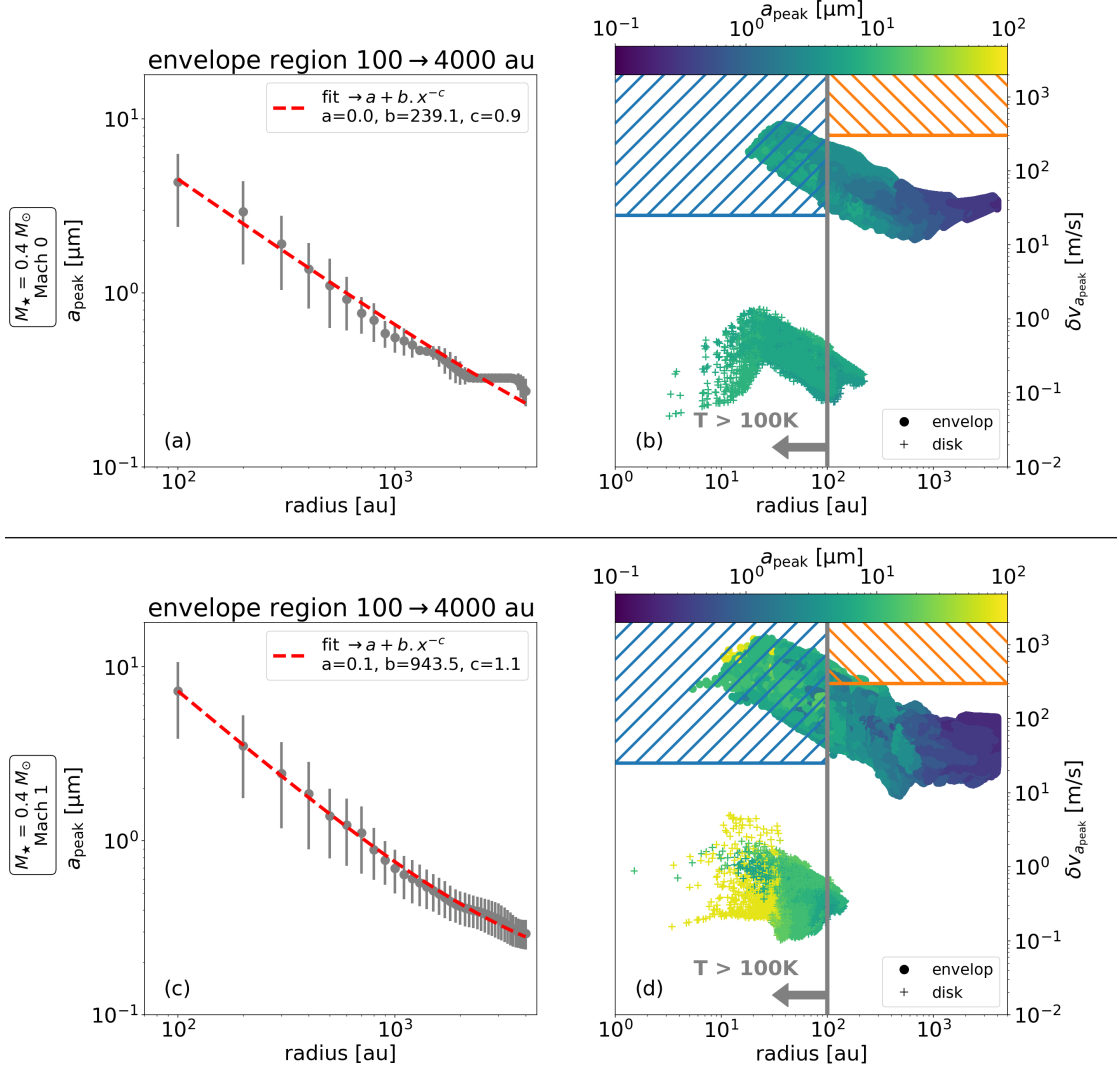 envelope region 100 → 4000 au
fit → a + b. x^{−c}
a=0.0, b=239.1, c=0.9
M★ = 0.4 M⊙
Mach 0
a_peak [µm]
10^1
10^0
10^{−1}
(a)
10^2
10^3
radius [au]
a_peak [µm]
10^{−1}
10^0
10^1
10^2
10^3
10^2
10^1
10^0
10^{−1}
10^{−2}
δv_{a_peak} [m/s]
T > 100K
(b)
envelop
disk
10^0
10^1
10^2
10^3
radius [au]
envelope region 100 → 4000 au
fit → a + b. x^{−c}
a=0.1, b=943.5, c=1.1
M★ = 0.4 M⊙
Mach 1
a_peak [µm]
10^1
10^0
10^{−1}
(c)
10^2
10^3
radius [au]
a_peak [µm]
10^{−1}
10^0
10^1
10^2
10^3
10^2
10^1
10^0
10^{−1}
10^{−2}
δv_{a_peak} [m/s]
T > 100K
(d)
envelop
disk
10^0
10^1
10^2
10^3
radius [au]